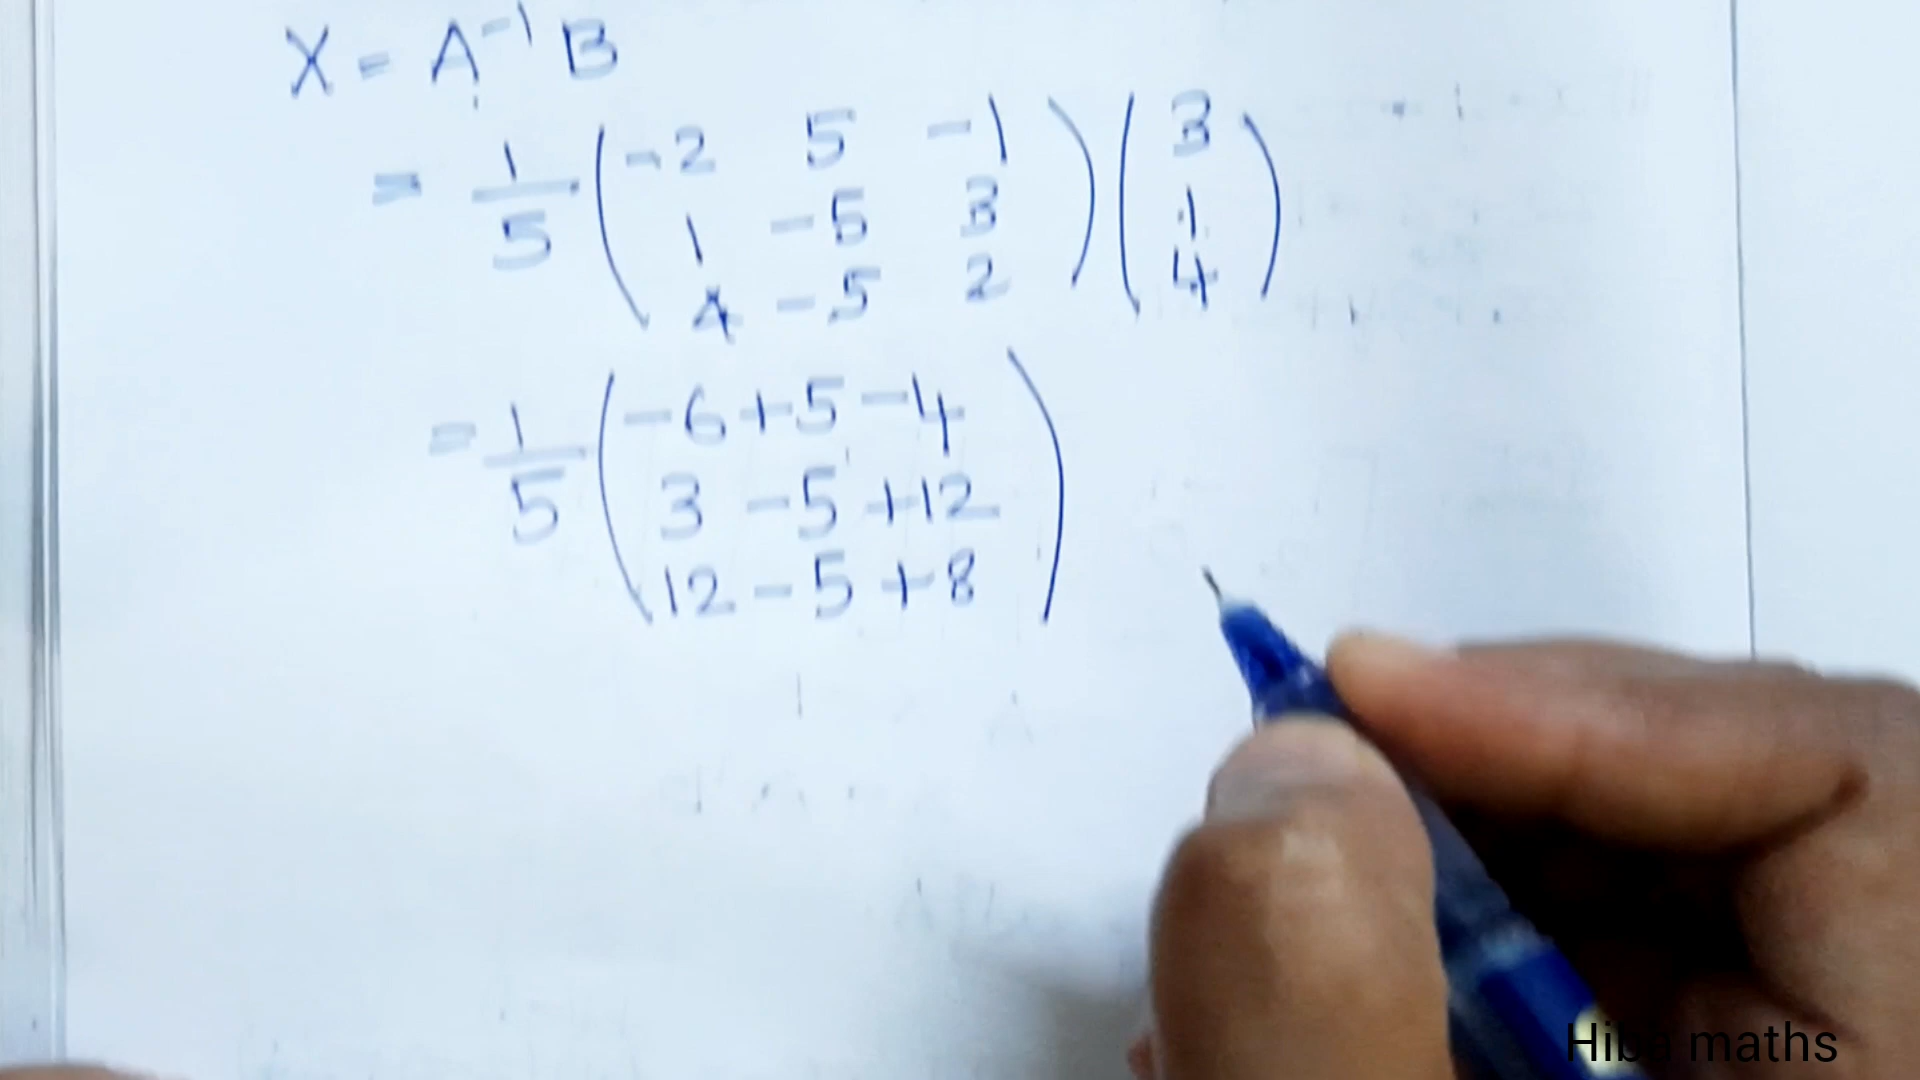 X = A⁻¹ B
= 1/5 ( -2 5 -1 ) ( 3 )
( 1 -5 3 ) ( 1 )
( 4 -5 2 ) ( 4 )
= 1/5 ( -6+5-4 )
( 3 -5 +12 )
( 12-5+8 )
Hiba maths